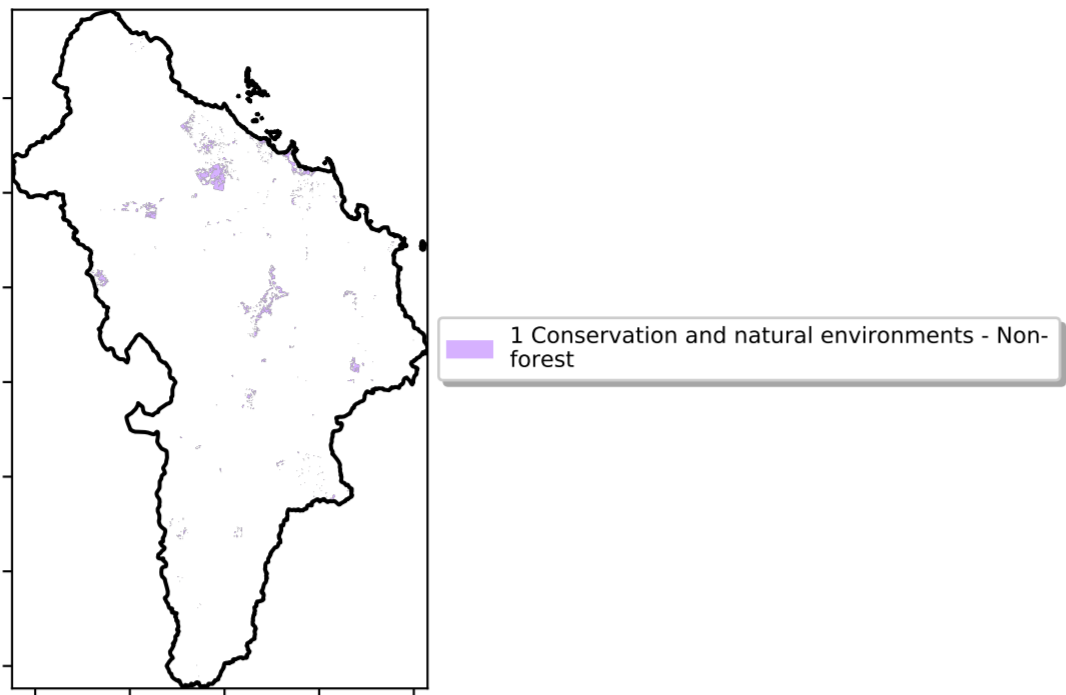 1 Conservation and natural environments - Non-
forest